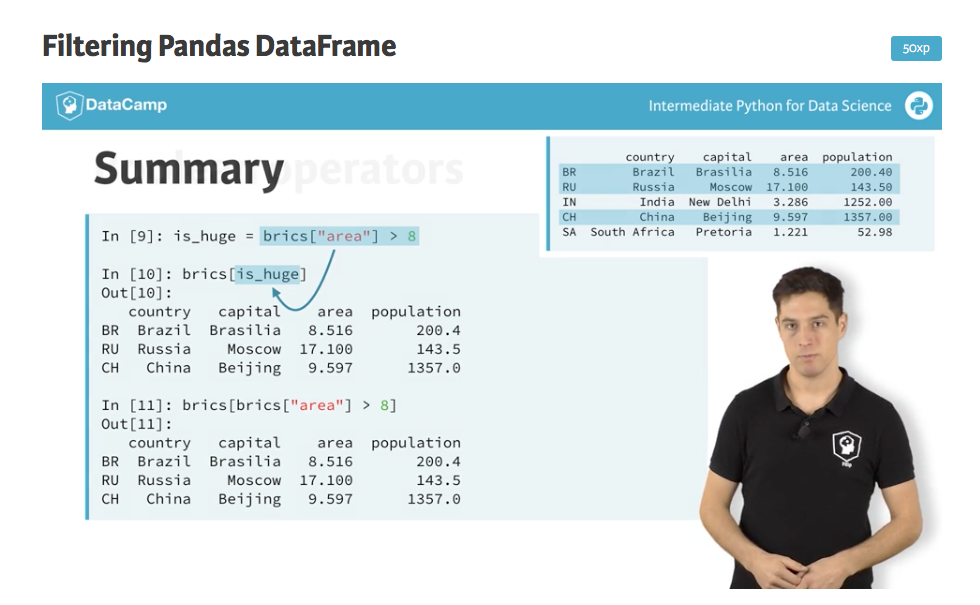 Filtering Pandas DataFrame
50xp
DataCamp
Intermediate Python for Data Science
Summary
operators
country capital area population
BR Brazil Brasilia 8.516 200.40
RU Russia Moscow 17.100 143.50
IN India New Delhi 3.286 1252.00
CH China Beijing 9.597 1357.00
SA South Africa Pretoria 1.221 52.98
In [9]: is_huge = brics["area"] > 8
In [10]: brics[is_huge]
Out[10]:
country capital area population
BR Brazil Brasilia 8.516 200.4
RU Russia Moscow 17.100 143.5
CH China Beijing 9.597 1357.0
In [11]: brics[brics["area"] > 8]
Out[11]:
country capital area population
BR Brazil Brasilia 8.516 200.4
RU Russia Moscow 17.100 143.5
CH China Beijing 9.597 1357.0